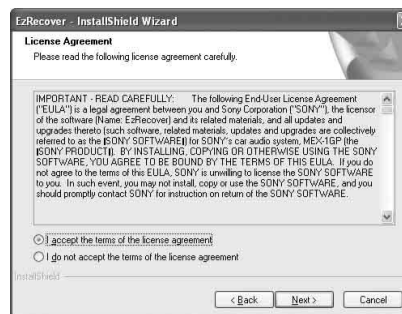 EzRecover - InstallShield Wizard
License Agreement
Please read the following license agreement carefully.
IMPORTANT - READ CAREFULLY: The following End-User License Agreement
("EULA") is a legal agreement between you and Sony Corporation ("SONY"), the licensor
of the software (Name: EzRecover) and its related materials, and all updates and
upgrades thereto (such software, related materials, updates and upgrades are collectively
referred to as the [SONY SOFTWARE]) for SONY's car audio system, MEX-1GP (the
[SONY PRODUCT]). BY INSTALLING, COPYING OR OTHERWISE USING THE SONY
SOFTWARE, YOU AGREE TO BE BOUND BY THE TERMS OF THIS EULA. If you do
not agree to the terms of this EULA, SONY is unwilling to license the SONY SOFTWARE
to you. In such event, you may not install, copy or use the SONY SOFTWARE, and you
should promptly contact SONY for instruction on return of the SONY SOFTWARE.
I accept the terms of the license agreement
I do not accept the terms of the license agreement
InstallShield
< Back Next > Cancel